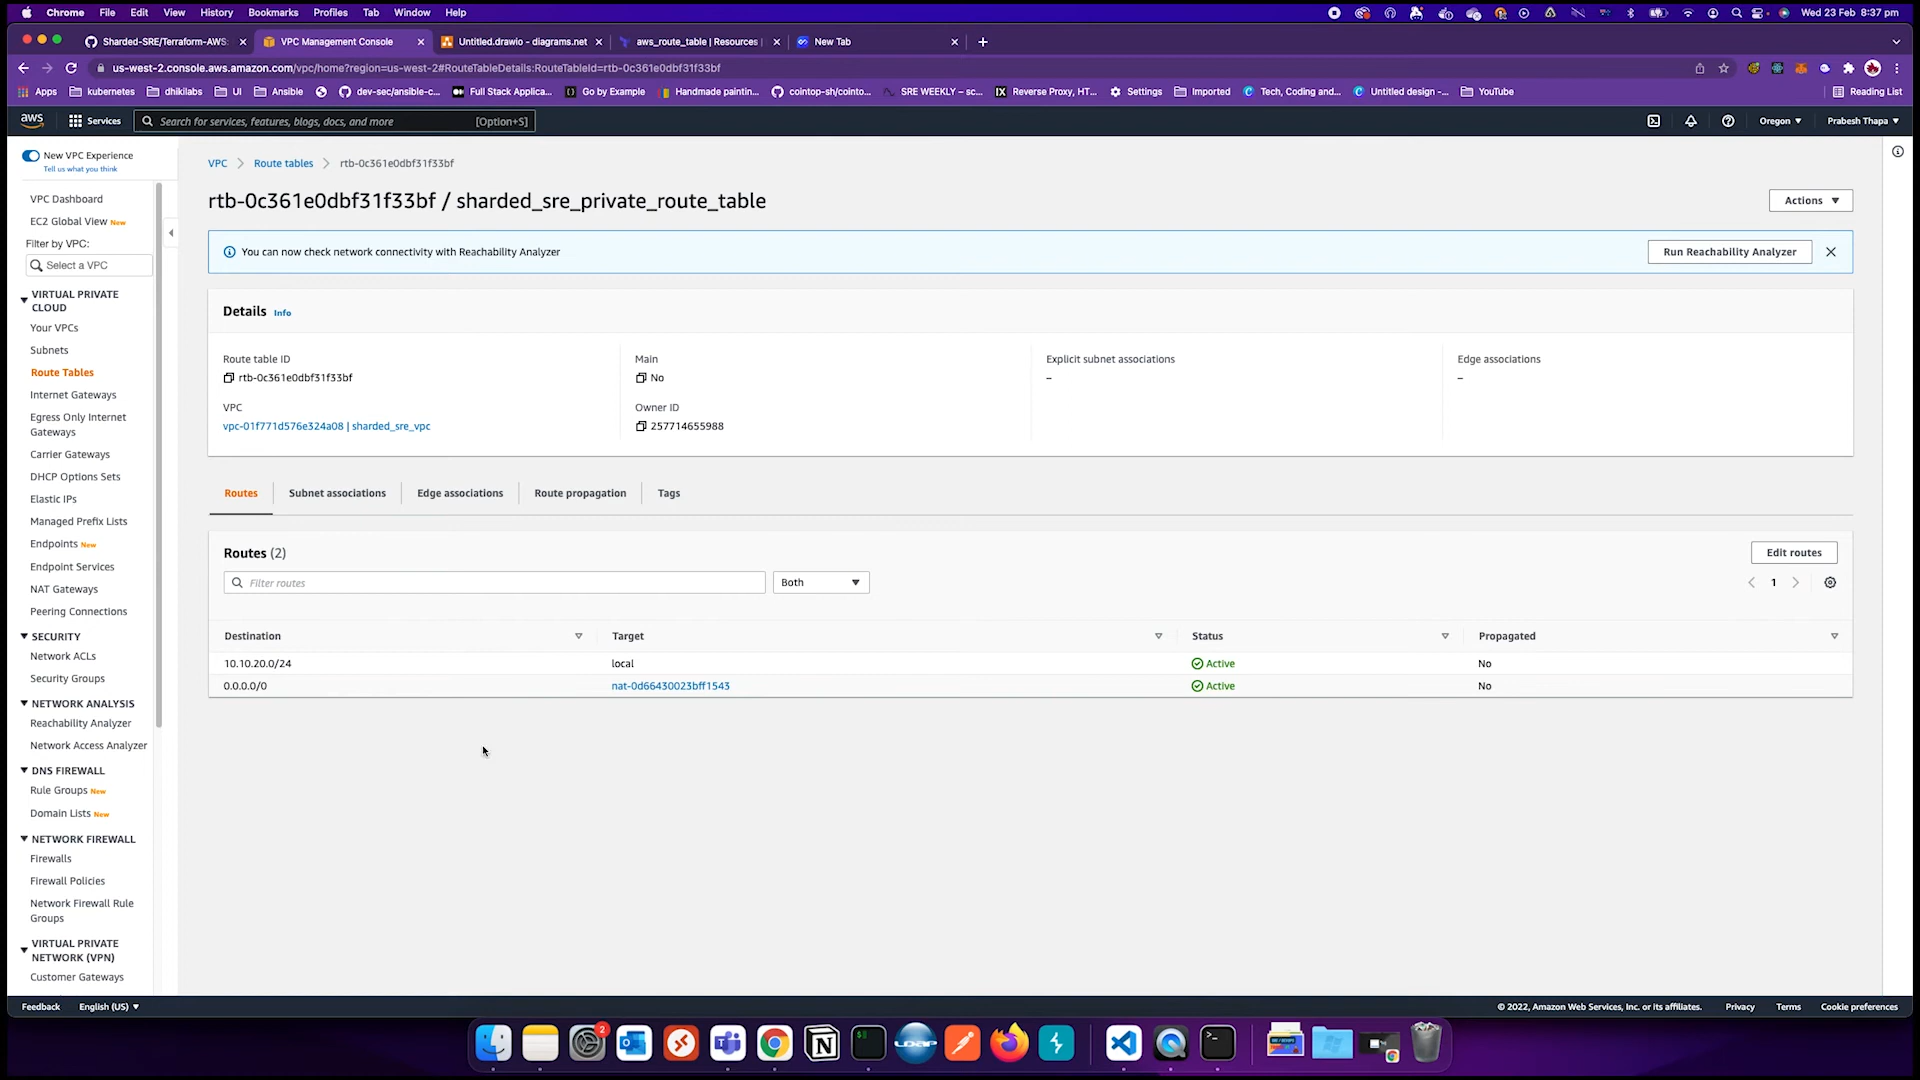 Chrome File Edit View History Bookmarks Profiles Tab Window Help Wed 23 Feb 8:37 pm
Sharded-SRE/Terraform-AWS: VPC Management Console Untitled.drawio - diagrams.net aws_route_table | Resources | New Tab
us-west-2.console.aws.amazon.com/vpc/home?region=us-west-2#RouteTableDetails:RouteTableId=rtb-0c361e0dbf31f33bf
Apps kubernetes dhikilabs UI Ansible dev-sec/ansible-c... Full Stack Applica... Go by Example Handmade paintin... cointop-sh/cointo... SRE WEEKLY – sc... Reverse Proxy, HT... Settings Imported Tech, Coding and... Untitled design -... YouTube Reading List
aws Services Search for services, features, blogs, docs, and more [Option+S] Oregon Prabesh Thapa
New VPC Experience
Tell us what you think
VPC Dashboard
EC2 Global View New
Filter by VPC:
Select a VPC
VIRTUAL PRIVATE
CLOUD
Your VPCs
Subnets
Route Tables
Internet Gateways
Egress Only Internet
Gateways
Carrier Gateways
DHCP Options Sets
Elastic IPs
Managed Prefix Lists
Endpoints New
Endpoint Services
NAT Gateways
Peering Connections
SECURITY
Network ACLs
Security Groups
NETWORK ANALYSIS
Reachability Analyzer
Network Access Analyzer
DNS FIREWALL
Rule Groups New
Domain Lists New
NETWORK FIREWALL
Firewalls
Firewall Policies
Network Firewall Rule
Groups
VIRTUAL PRIVATE
NETWORK (VPN)
Customer Gateways
VPC Route tables rtb-0c361e0dbf31f33bf
rtb-0c361e0dbf31f33bf / sharded_sre_private_route_table
Actions
You can now check network connectivity with Reachability Analyzer
Run Reachability Analyzer
Details Info
Route table ID
rtb-0c361e0dbf31f33bf
Main
No
Explicit subnet associations
–
Edge associations
–
VPC
vpc-01f771d576e324a08 | sharded_sre_vpc
Owner ID
257714655988
Routes Subnet associations Edge associations Route propagation Tags
Routes (2)
Edit routes
Filter routes Both
1
Destination Target Status Propagated
10.10.20.0/24 local Active No
0.0.0.0/0 nat-0d66430023bff1543 Active No
Feedback English (US) © 2022, Amazon Web Services, Inc. or its affiliates. Privacy Terms Cookie preferences
2
LDAP